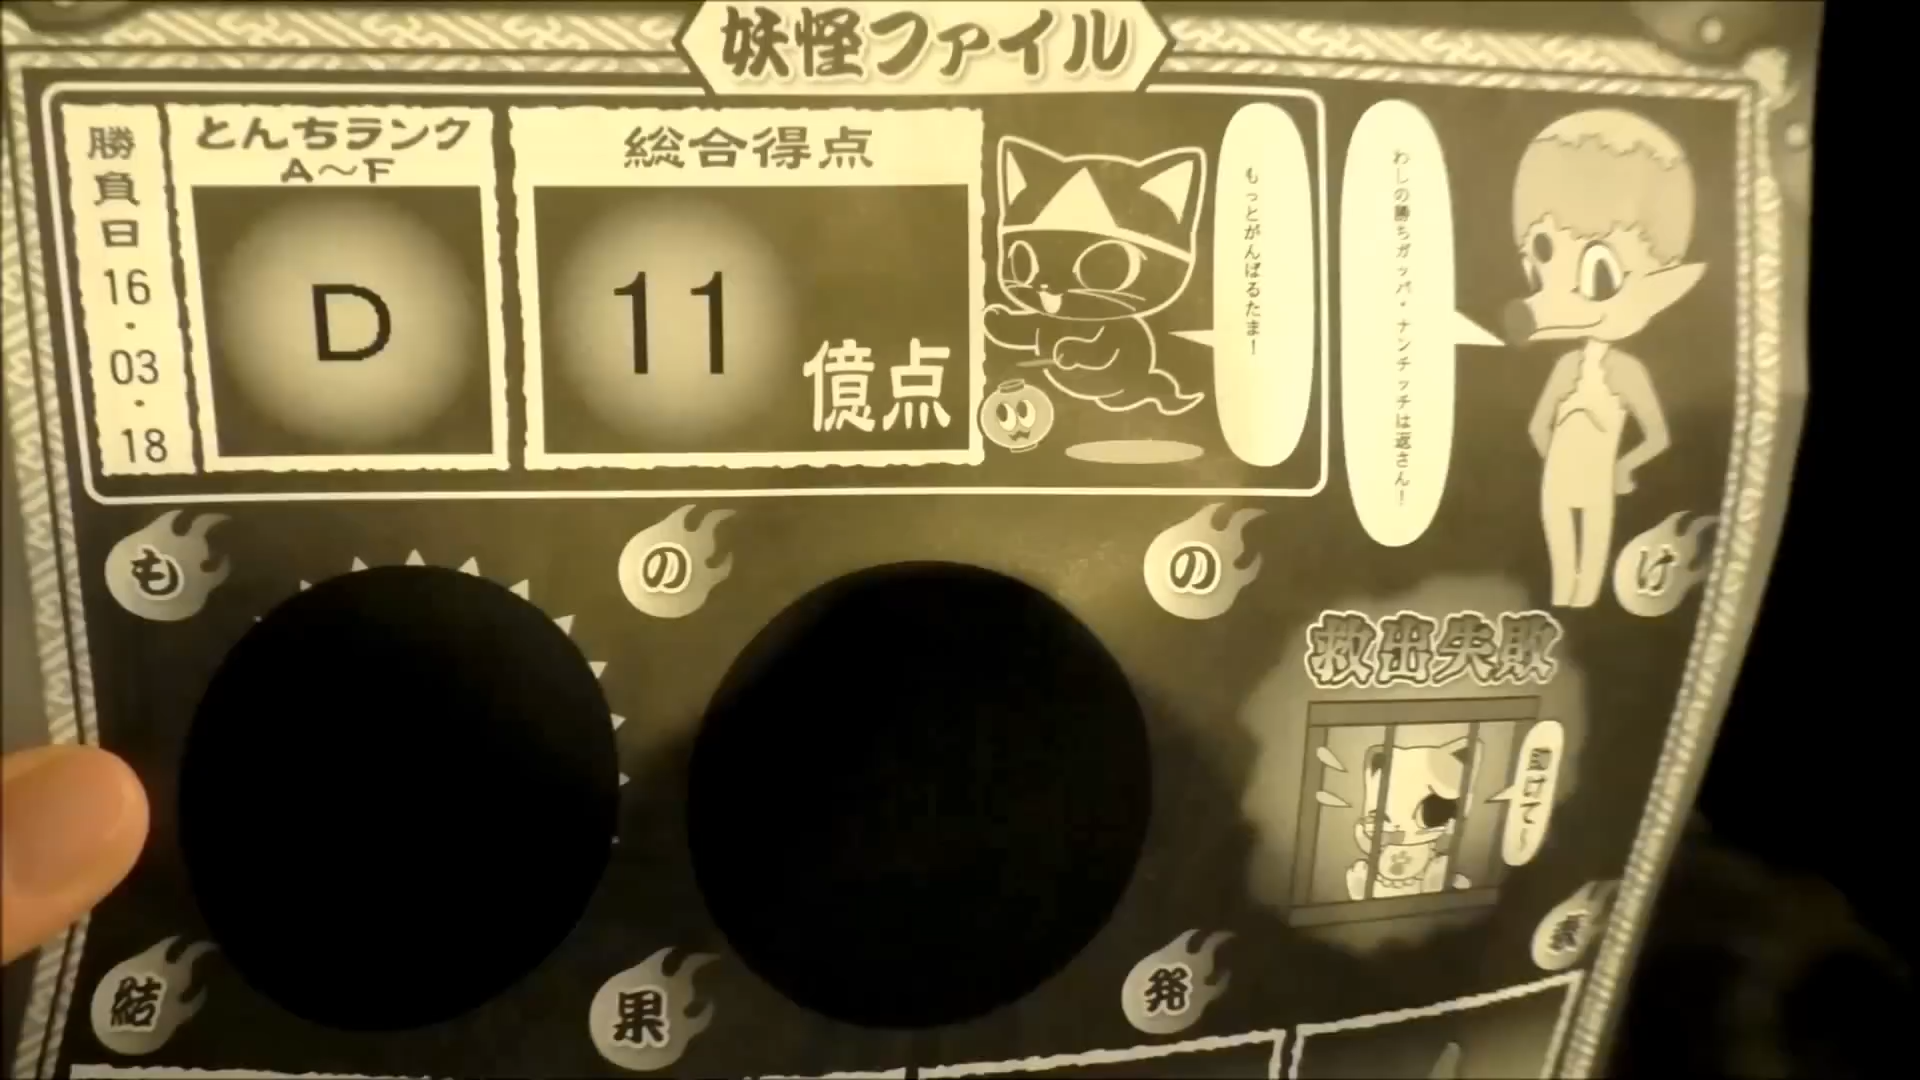 妖怪ファイル
勝負日
16・03・18
とんちランク
A〜F
D
総合得点
11
億点
もっとがんばるたま!
わしの勝ちガッパ・ナンチッチは返さん!
ものののけ
救出失敗
助けて〜
結果発表